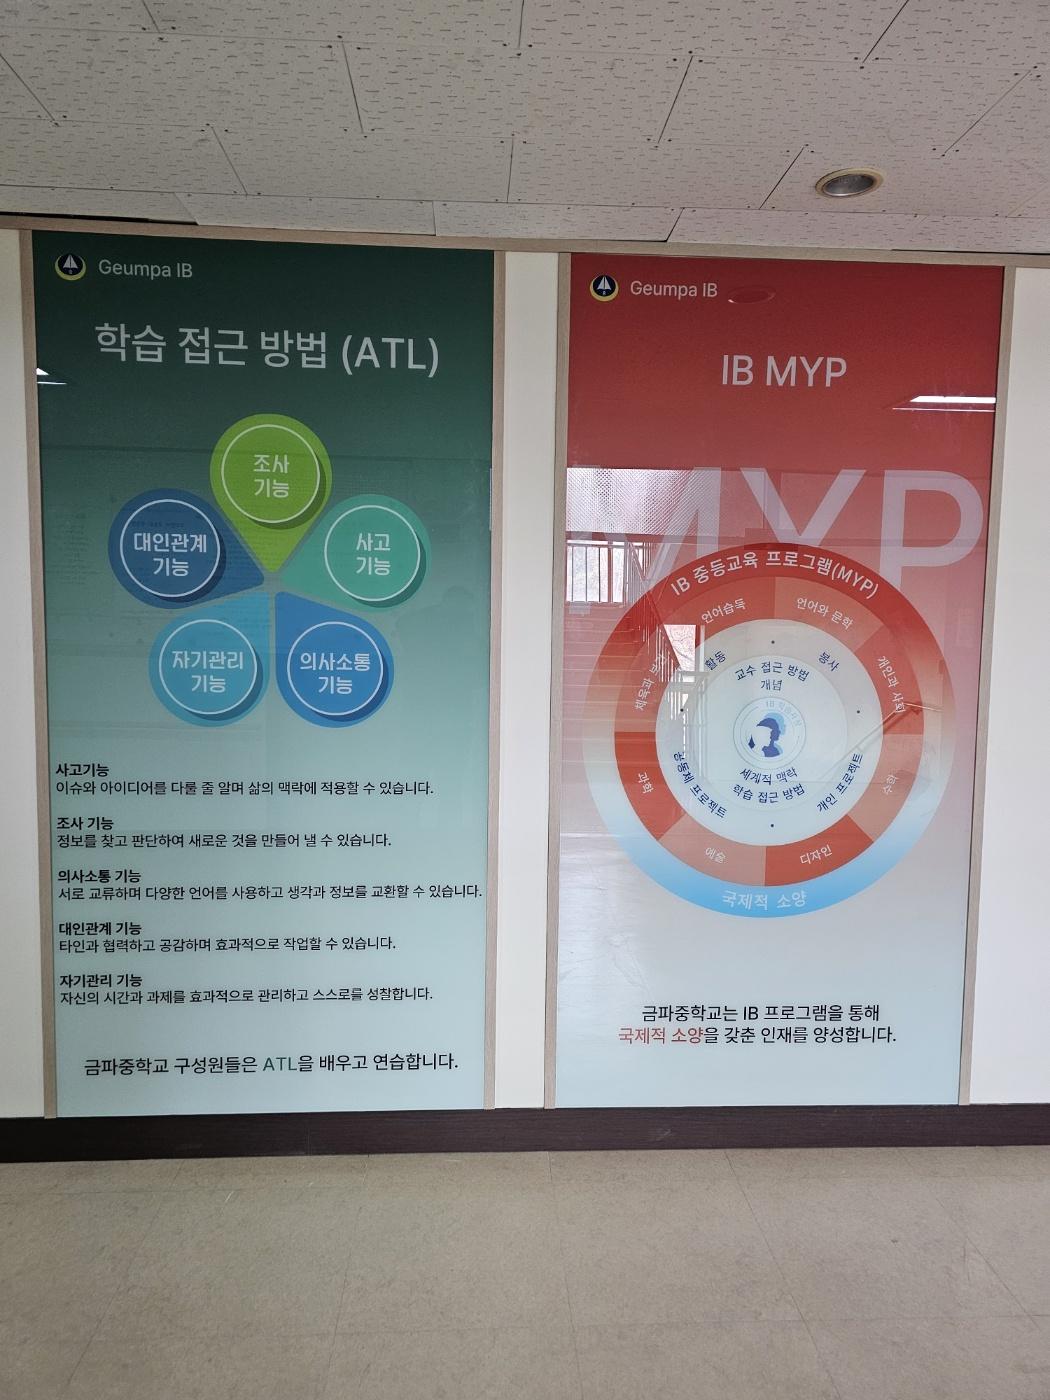 Geumpa IB
학습 접근 방법 (ATL)
조사
기능
대인관계
기능
사고
기능
자기관리
기능
의사소통
기능
사고기능
이슈와 아이디어를 다룰 줄 알며 삶의 맥락에 적용할 수 있습니다.
조사 기능
정보를 찾고 판단하여 새로운 것을 만들어 낼 수 있습니다.
의사소통 기능
서로 교류하며 다양한 언어를 사용하고 생각과 정보를 교환할 수 있습니다.
대인관계 기능
타인과 협력하고 공감하며 효과적으로 작업할 수 있습니다.
자기관리 기능
자신의 시간과 과제를 효과적으로 관리하고 스스로를 성찰합니다.
금파중학교 구성원들은 ATL을 배우고 연습합니다.
Geumpa IB
IB MYP
MYP
IB 중등교육 프로그램(MYP)
언어습득
언어와 문학
개인과 사회
수학
디자인
예술
과학
체육과
활동
봉사
개인 프로젝트
공동체 프로젝트
교수 접근 방법
개념
IB 학습자상
세계적 맥락
학습 접근 방법
국제적 소양
금파중학교는 IB 프로그램을 통해
국제적 소양을 갖춘 인재를 양성합니다.